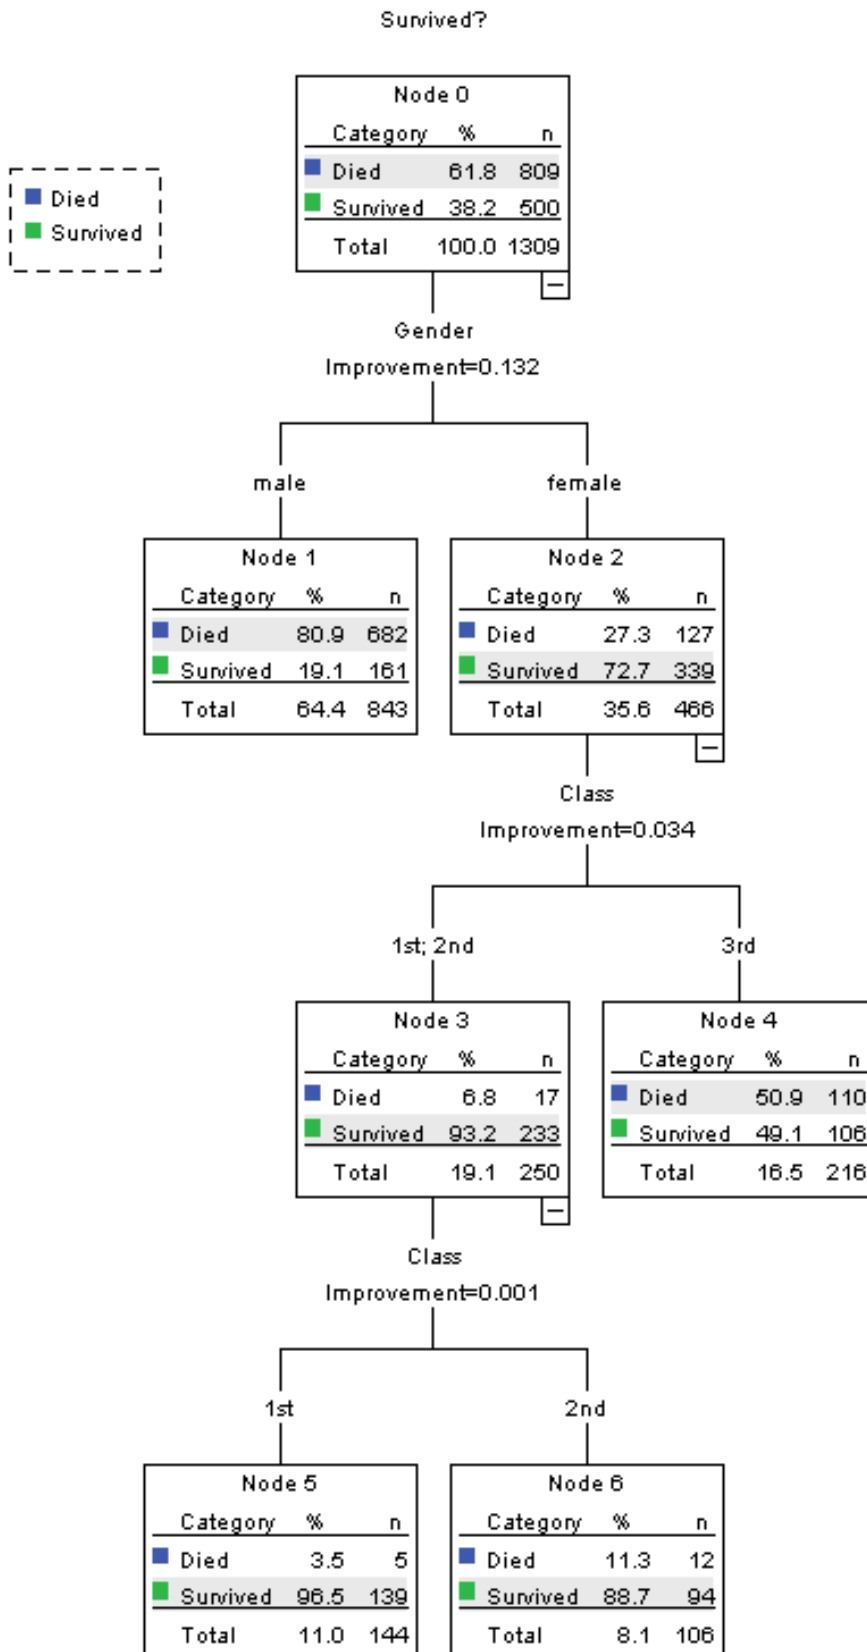 Survived?
Node 0
Category % n
Died 61.8 809
Survived 38.2 500
Total 100.0 1309
Died
Survived
Gender
Improvement=0.132
male female
Node 1
Category % n
Died 80.9 682
Survived 19.1 161
Total 64.4 843
Node 2
Category % n
Died 27.3 127
Survived 72.7 339
Total 35.6 466
Class
Improvement=0.034
1st; 2nd 3rd
Node 3
Category % n
Died 6.8 17
Survived 93.2 233
Total 19.1 250
Node 4
Category % n
Died 50.9 110
Survived 49.1 106
Total 16.5 216
Class
Improvement=0.001
1st 2nd
Node 5
Category % n
Died 3.5 5
Survived 96.5 139
Total 11.0 144
Node 6
Category % n
Died 11.3 12
Survived 88.7 94
Total 8.1 106